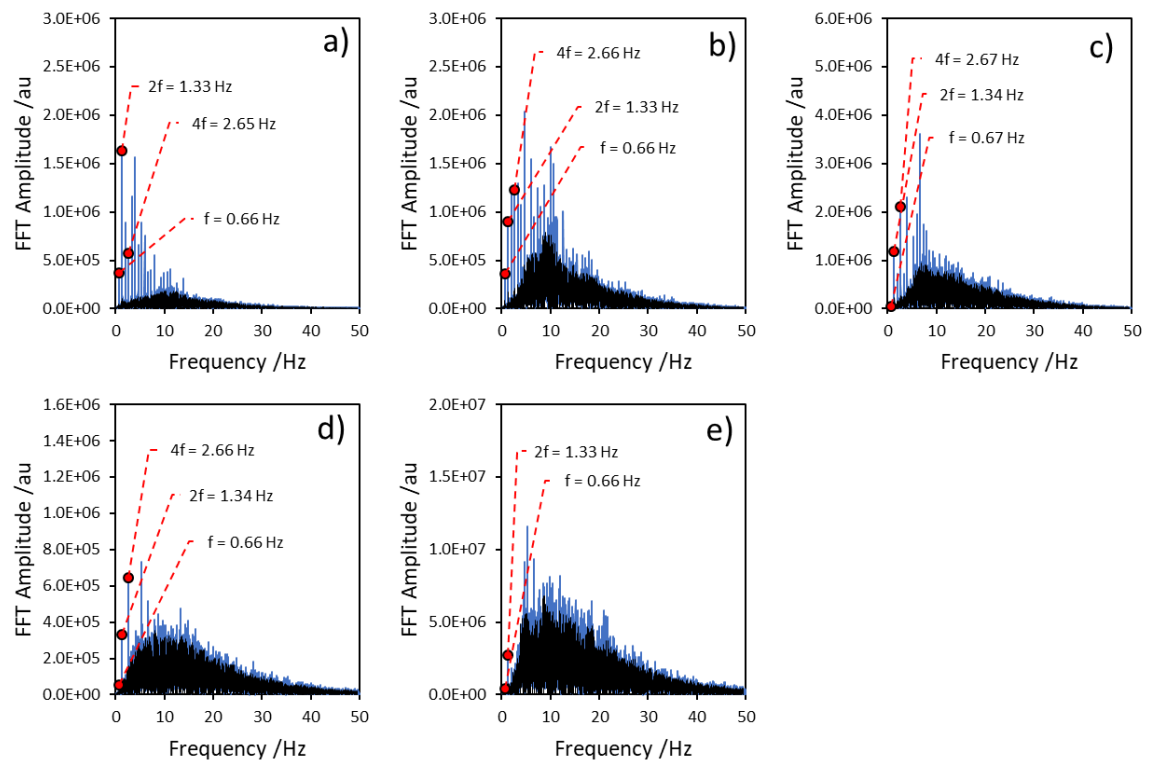 a)
FFT Amplitude /au
3.0E+06
2.5E+06
2.0E+06
1.5E+06
1.0E+06
5.0E+05
0.0E+00
2f = 1.33 Hz
4f = 2.65 Hz
f = 0.66 Hz
0 10 20 30 40 50
Frequency /Hz
b)
FFT Amplitude /au
3.0E+06
2.5E+06
2.0E+06
1.5E+06
1.0E+06
5.0E+05
0.0E+00
4f = 2.66 Hz
2f = 1.33 Hz
f = 0.66 Hz
0 10 20 30 40 50
Frequency /Hz
c)
FFT Amplitude /au
6.0E+06
5.0E+06
4.0E+06
3.0E+06
2.0E+06
1.0E+06
0.0E+00
4f = 2.67 Hz
2f = 1.34 Hz
f = 0.67 Hz
0 10 20 30 40 50
Frequency /Hz
d)
FFT Amplitude /au
1.6E+06
1.4E+06
1.2E+06
1.0E+06
8.0E+05
6.0E+05
4.0E+05
2.0E+05
0.0E+00
4f = 2.66 Hz
2f = 1.34 Hz
f = 0.66 Hz
0 10 20 30 40 50
Frequency /Hz
e)
FFT Amplitude /au
2.0E+07
1.5E+07
1.0E+07
5.0E+06
0.0E+00
2f = 1.33 Hz
f = 0.66 Hz
0 10 20 30 40 50
Frequency /Hz